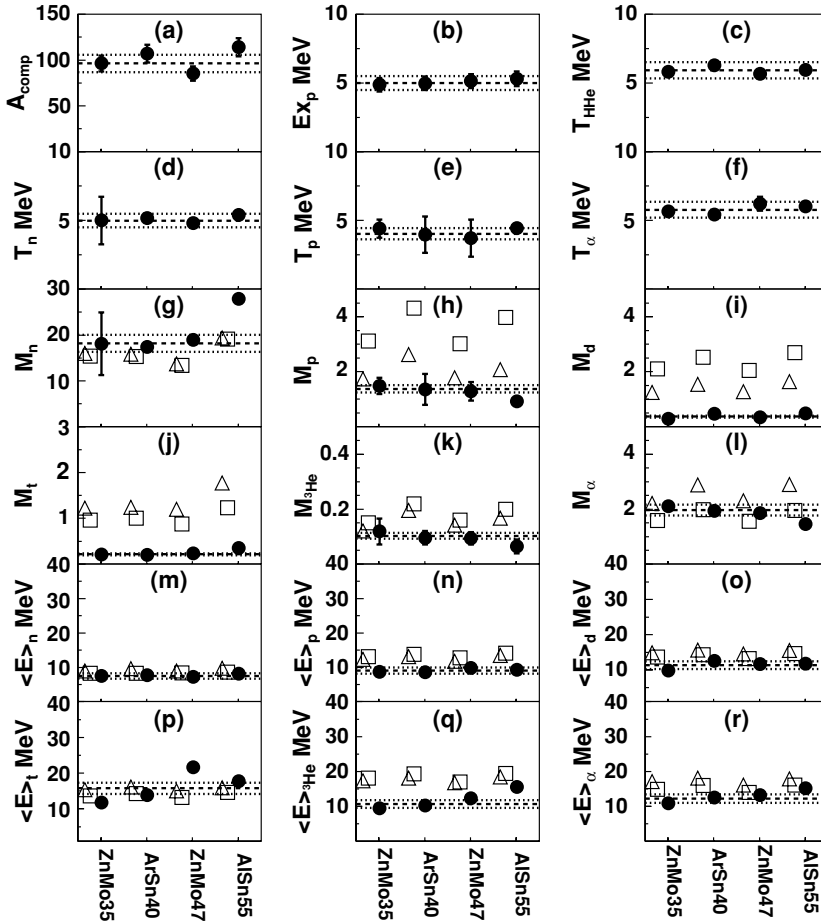 (a) (b) (c)
A_comp 150 100 50
Ex_p MeV 10 5
T_HHe MeV 10 5
(d) (e) (f)
T_n MeV 10 5
T_p MeV 10 5
T_α MeV 10 5
(g) (h) (i)
M_n 30 20 10
M_p 4 2
M_d 4 2
(j) (k) (l)
M_t 3 2 1
M_3He 0.4 0.2
M_α 4 2
(m) (n) (o)
<E>_n MeV 40 30 20 10
<E>_p MeV 40 30 20 10
<E>_d MeV 40 30 20 10
(p) (q) (r)
<E>_t MeV 40 30 20 10
<E>_3He MeV 40 30 20 10
<E>_α MeV 40 30 20 10
ZnMo35 ArSn40 ZnMo47 AlSn55
ZnMo35 ArSn40 ZnMo47 AlSn55
ZnMo35 ArSn40 ZnMo47 AlSn55